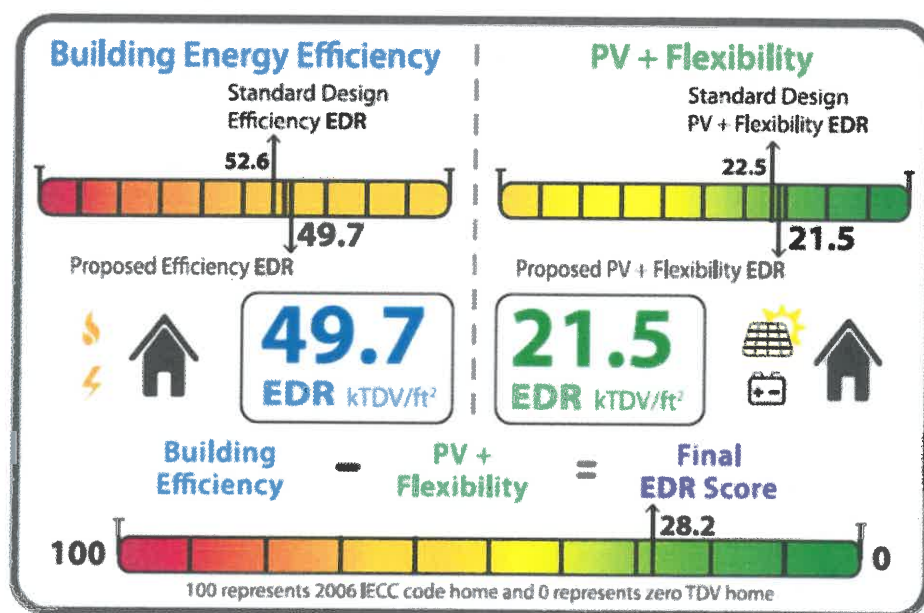 Building Energy Efficiency
Standard Design
Efficiency EDR
52.6
49.7
Proposed Efficiency EDR
49.7
EDR kTDV/ft²
PV + Flexibility
Standard Design
PV + Flexibility EDR
22.5
21.5
Proposed PV + Flexibility EDR
21.5
EDR kTDV/ft²
Building
Efficiency
-
PV +
Flexibility
=
Final
EDR Score
28.2
100
0
100 represents 2006 IECC code home and 0 represents zero TDV home